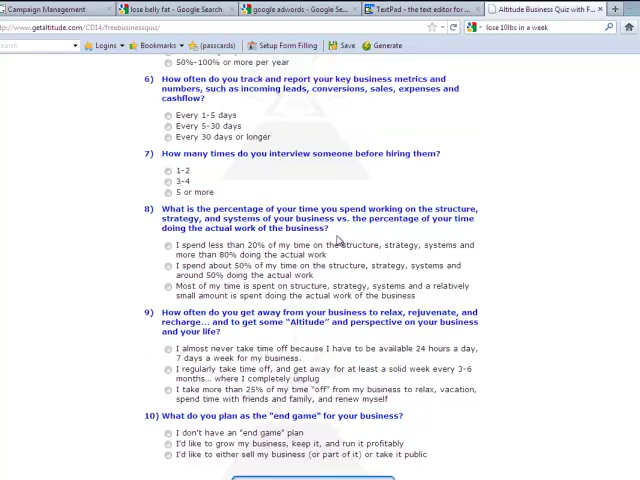 Campaign Management
lose belly fat - Google Search
google adwords - Google Se...
TextPad – the text editor for ...
Altitude Business Quiz with F...
www.getaltitude.com/CD14/freebusinessquiz/
lose 10lbs in a week
Search
Logins
Bookmarks
(passcards)
Setup Form Filling
Save
Generate
50%-100% or more per year
6) How often do you track and report your key business metrics and
numbers, such as incoming leads, conversions, sales, expenses and
cashflow?
Every 1-5 days
Every 5-30 days
Every 30 days or longer
7) How many times do you interview someone before hiring them?
1-2
3-4
5 or more
8) What is the percentage of your time you spend working on the structure,
strategy, and systems of your business vs. the percentage of your time
doing the actual work of the business?
I spend less than 20% of my time on the structure, strategy, systems and
more than 80% doing the actual work
I spend about 50% of my time on the structure, strategy, systems and
around 50% doing the actual work
Most of my time is spent on structure, strategy, systems and a relatively
small amount is spent doing the actual work of the business
9) How often do you get away from your business to relax, rejuvenate, and
recharge... and to get some “Altitude” and perspective on your business
and your life?
I almost never take time off because I have to be available 24 hours a day,
7 days a week for my business.
I regularly take time off, and get away for at least a solid week every 3-6
months... where I completely unplug
I take more than 25% of my time "off" from my business to relax, vacation,
spend time with friends and family, and renew myself
10) What do you plan as the "end game" for your business?
I don't have an "end game" plan
I'd like to grow my business, keep it, and run it profitably
I'd like to either sell my business (or part of it) or take it public